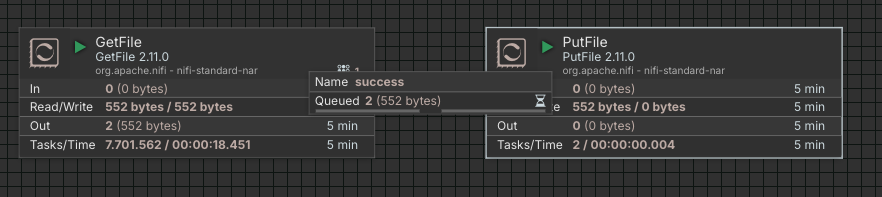 GetFile
GetFile 2.11.0
org.apache.nifi - nifi-standard-nar
1
In 0 (0 bytes)
Read/Write 552 bytes / 552 bytes
Out 2 (552 bytes) 5 min
Tasks/Time 7.701.562 / 00:00:18.451 5 min
Name success
Queued 2 (552 bytes)
PutFile
PutFile 2.11.0
org.apache.nifi - nifi-standard-nar
0 (0 bytes) 5 min
552 bytes / 0 bytes 5 min
Out 0 (0 bytes) 5 min
Tasks/Time 2 / 00:00:00.004 5 min